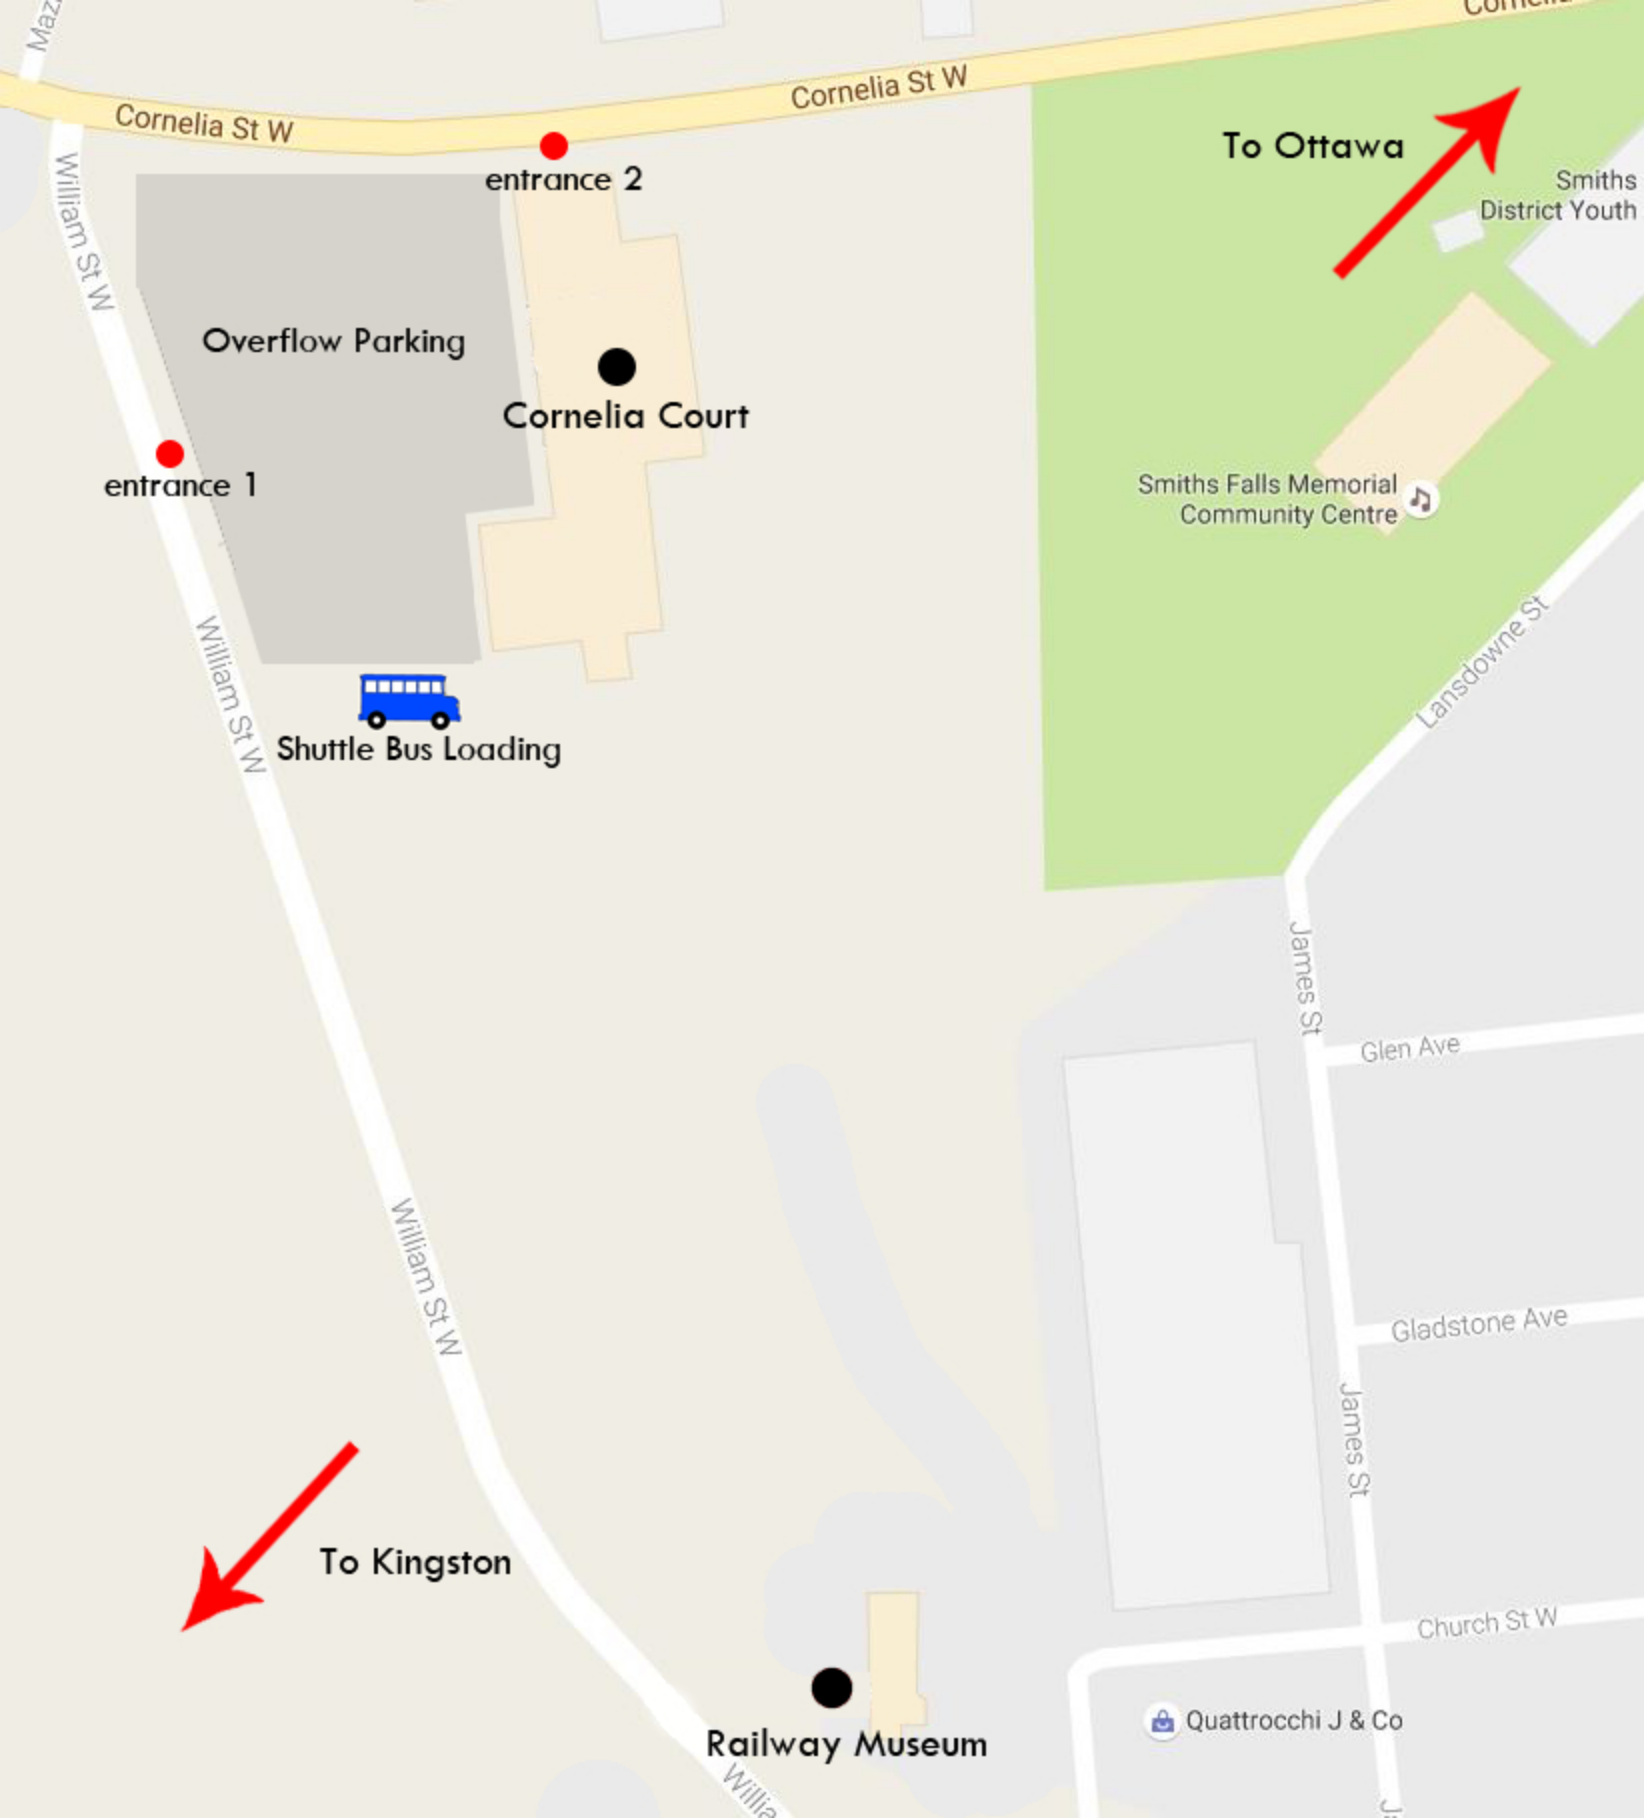 Cornelia St W
Cornelia St W
To Ottawa
Smiths
District Youth
entrance 2
William St W
Overflow Parking
Cornelia Court
entrance 1
Smiths Falls Memorial
Community Centre
William St W
Lansdowne St
Shuttle Bus Loading
James St
Glen Ave
William St W
Gladstone Ave
James St
To Kingston
Church St W
Quattrocchi J & Co
Railway Museum